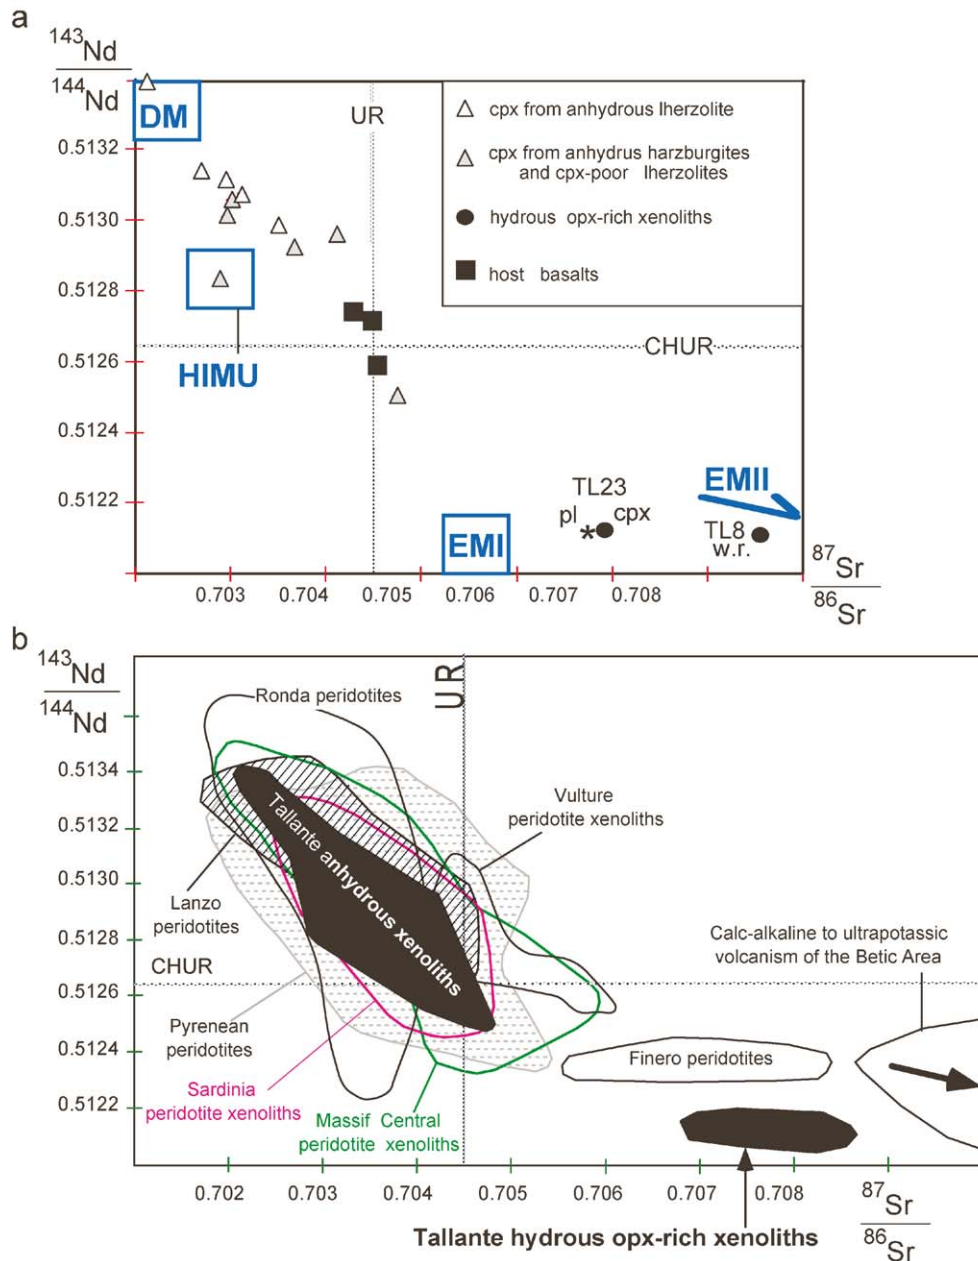 a
143Nd
144Nd
DM
UR
cpx from anhydrous lherzolite
cpx from anhydrus harzburgites
and cpx-poor lherzolites
hydrous opx-rich xenoliths
host basalts
0.5132
0.5130
0.5128
0.5126
0.5124
0.5122
HIMU
CHUR
EMI
TL23
pl * cpx
EMII
TL8
w.r.
0.703 0.704 0.705 0.706 0.707 0.708
87Sr
86Sr
b
143Nd
144Nd
UR
Ronda peridotites
Vulture
peridotite xenoliths
Tallante anhydrous xenoliths
0.5134
0.5132
0.5130
0.5128
0.5126
0.5124
0.5122
Lanzo
peridotites
CHUR
Calc-alkaline to ultrapotassic
volcanism of the Betic Area
Pyrenean
peridotites
Finero peridotites
Sardinia
peridotite xenoliths
Massif Central
peridotite xenoliths
0.702 0.703 0.704 0.705 0.706 0.707 0.708
87Sr
86Sr
Tallante hydrous opx-rich xenoliths